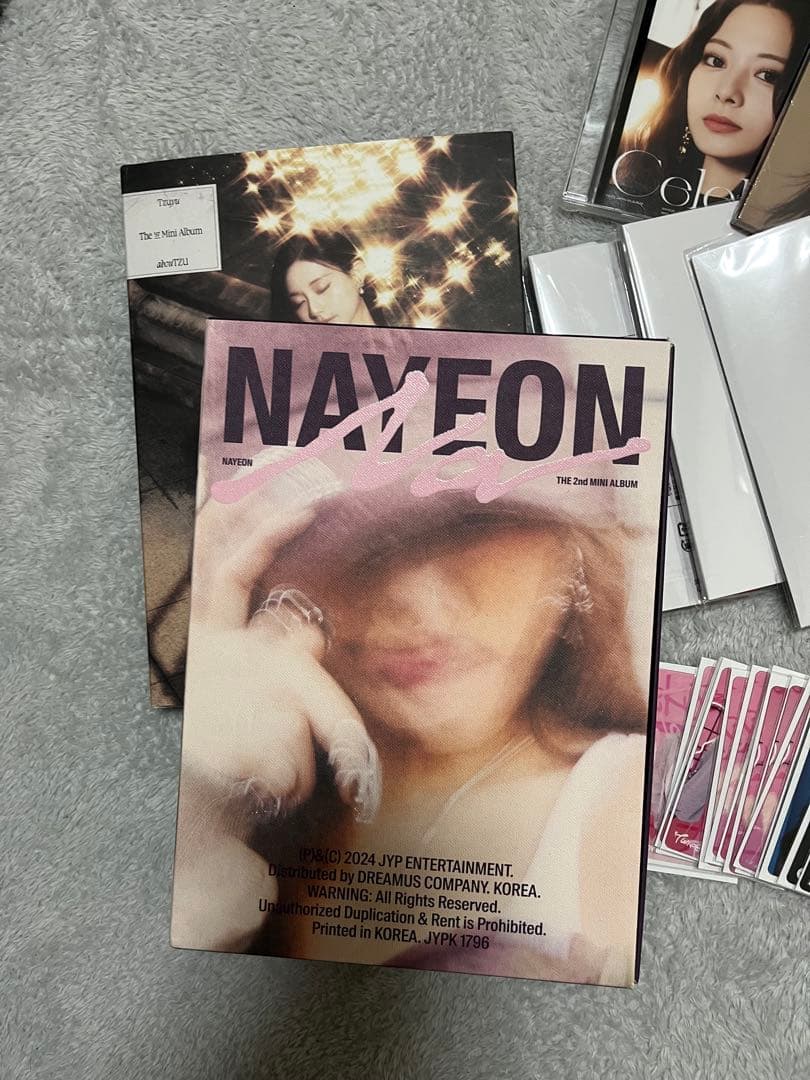 Tzuyu
The 1st Mini Album
abouTZU
Cele
NAYEON
Na
NAYEON
THE 2nd MINI ALBUM
(P)&(C) 2024 JYP ENTERTAINMENT.
Distributed by DREAMUS COMPANY. KOREA.
WARNING: All Rights Reserved.
Unauthorized Duplication & Rent is Prohibited.
Printed in KOREA. JYPK 1796